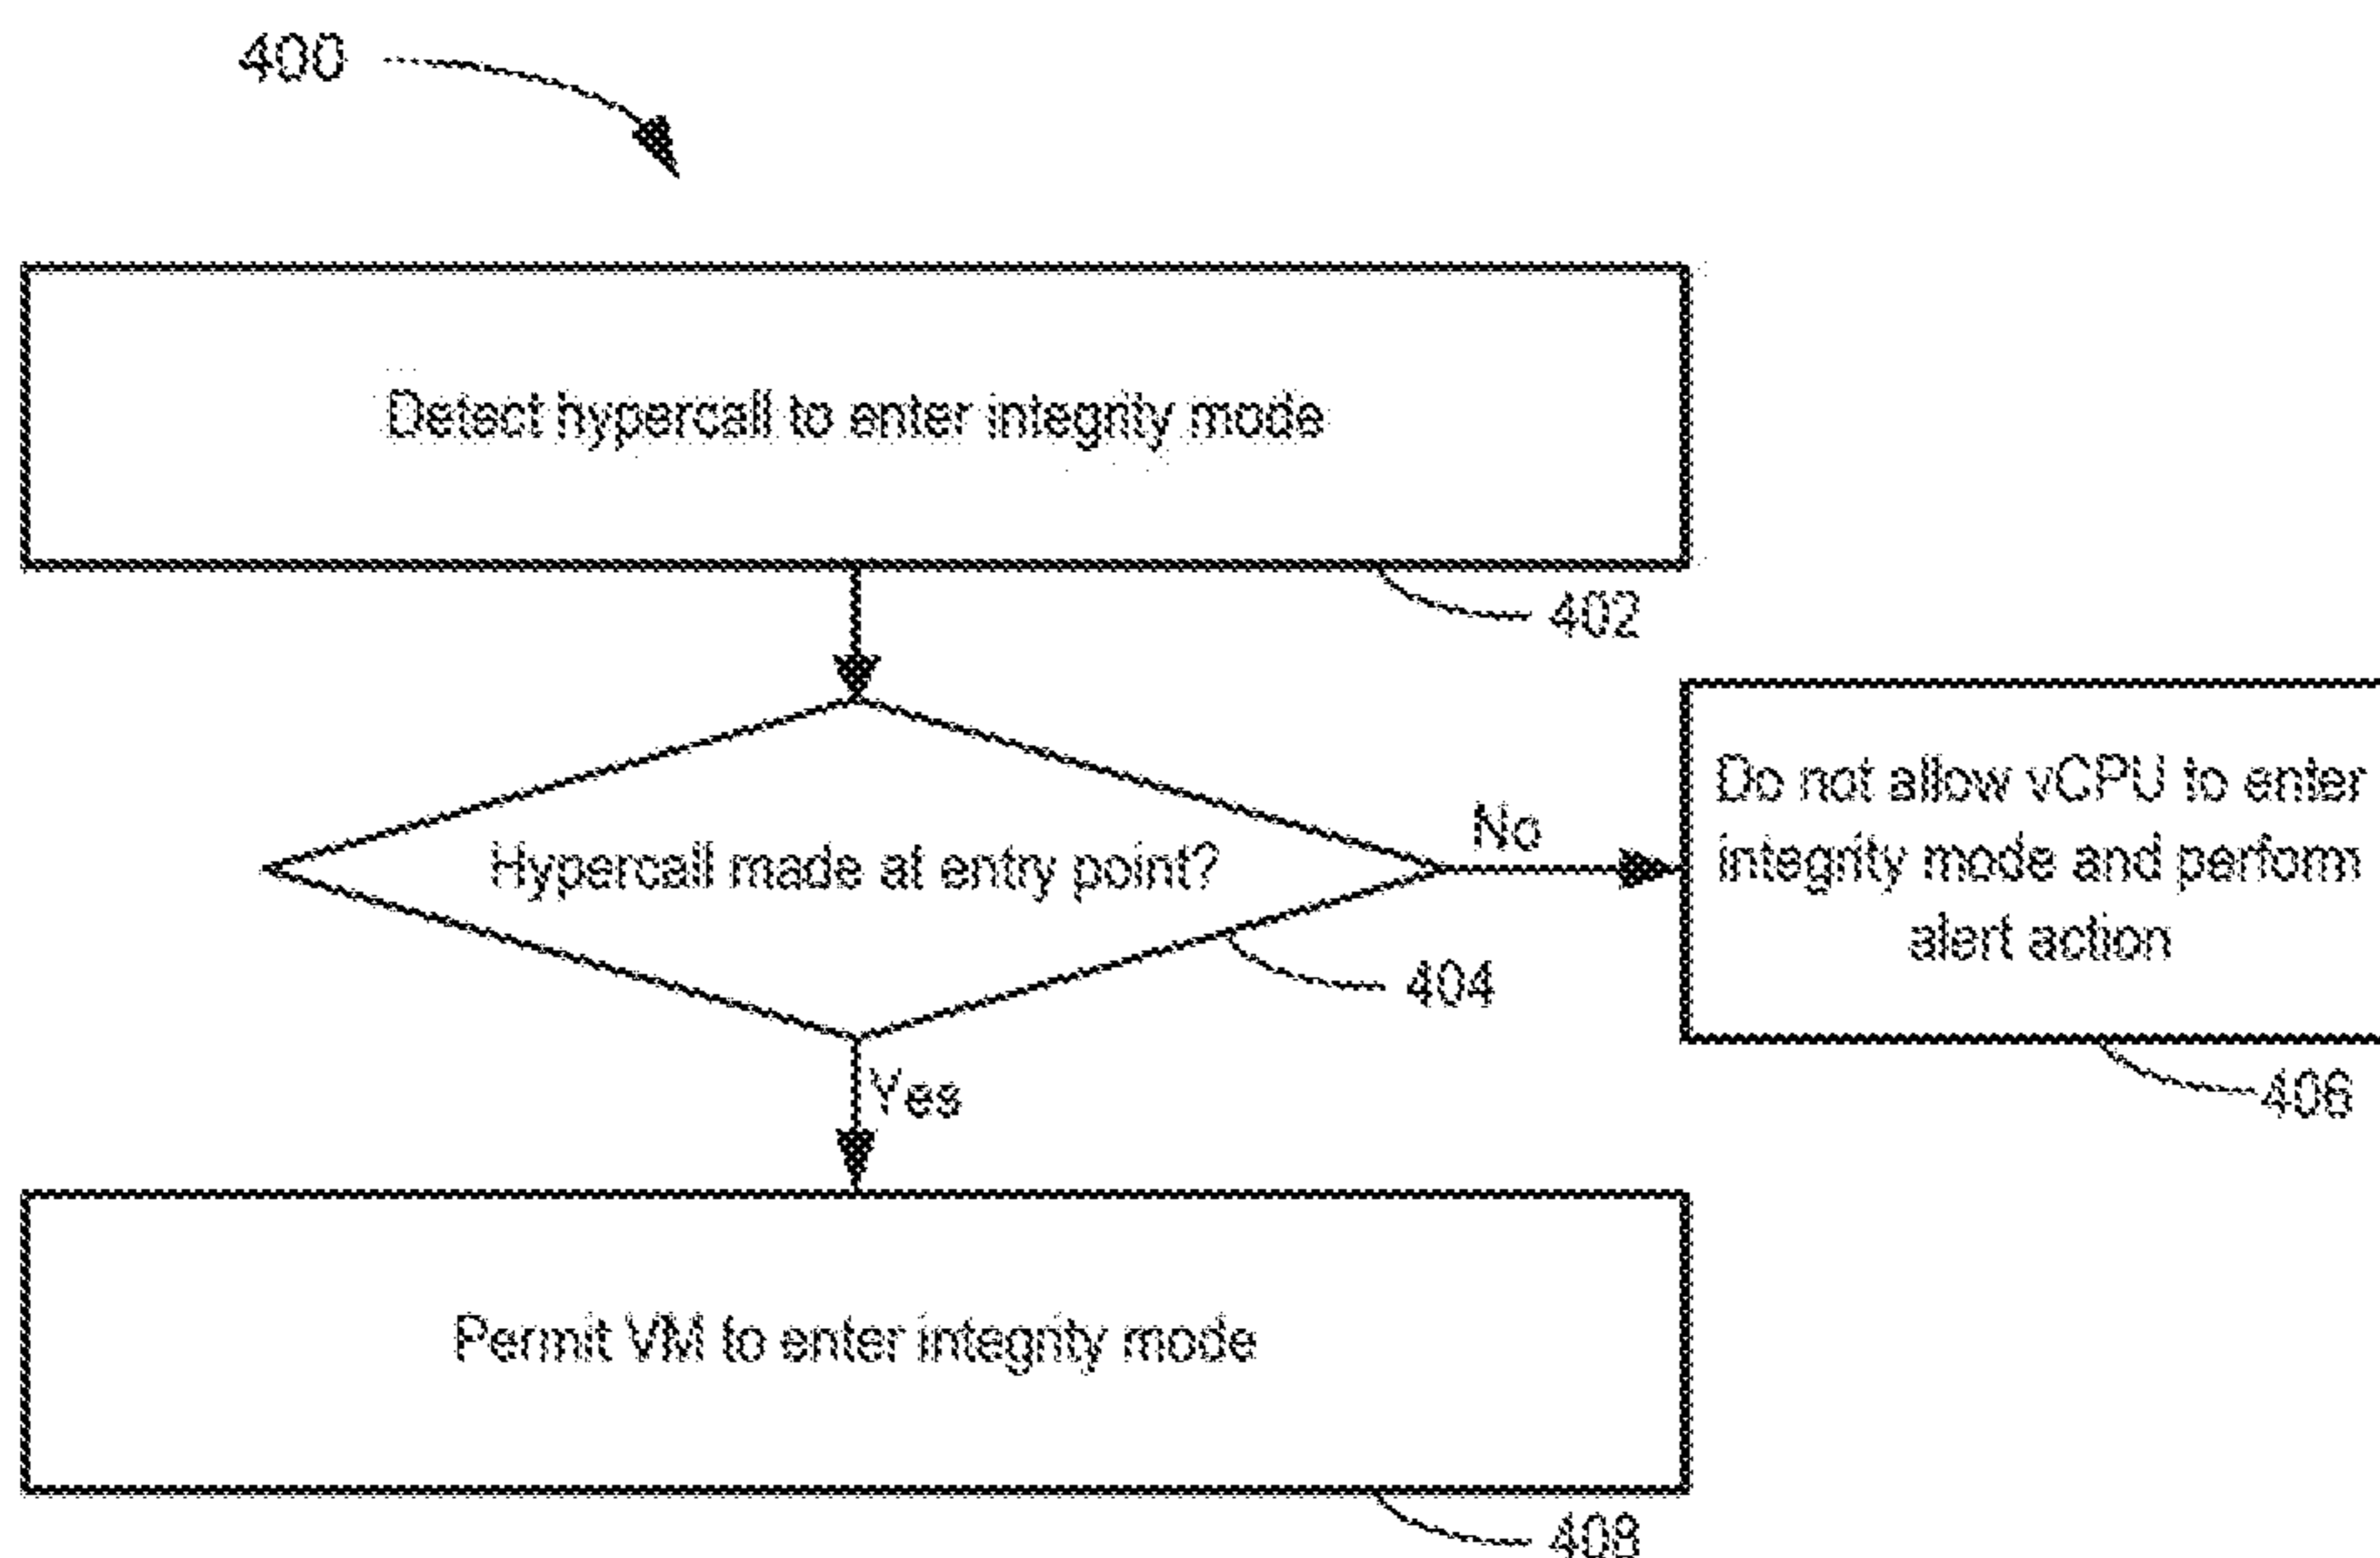 400
Detect hypercall to enter integrity mode
402
Hypercall made at entry point?
No
Do not allow vCPU to enter
integrity mode and perform
alert action
404
406
Yes
Permit VM to enter integrity mode
408